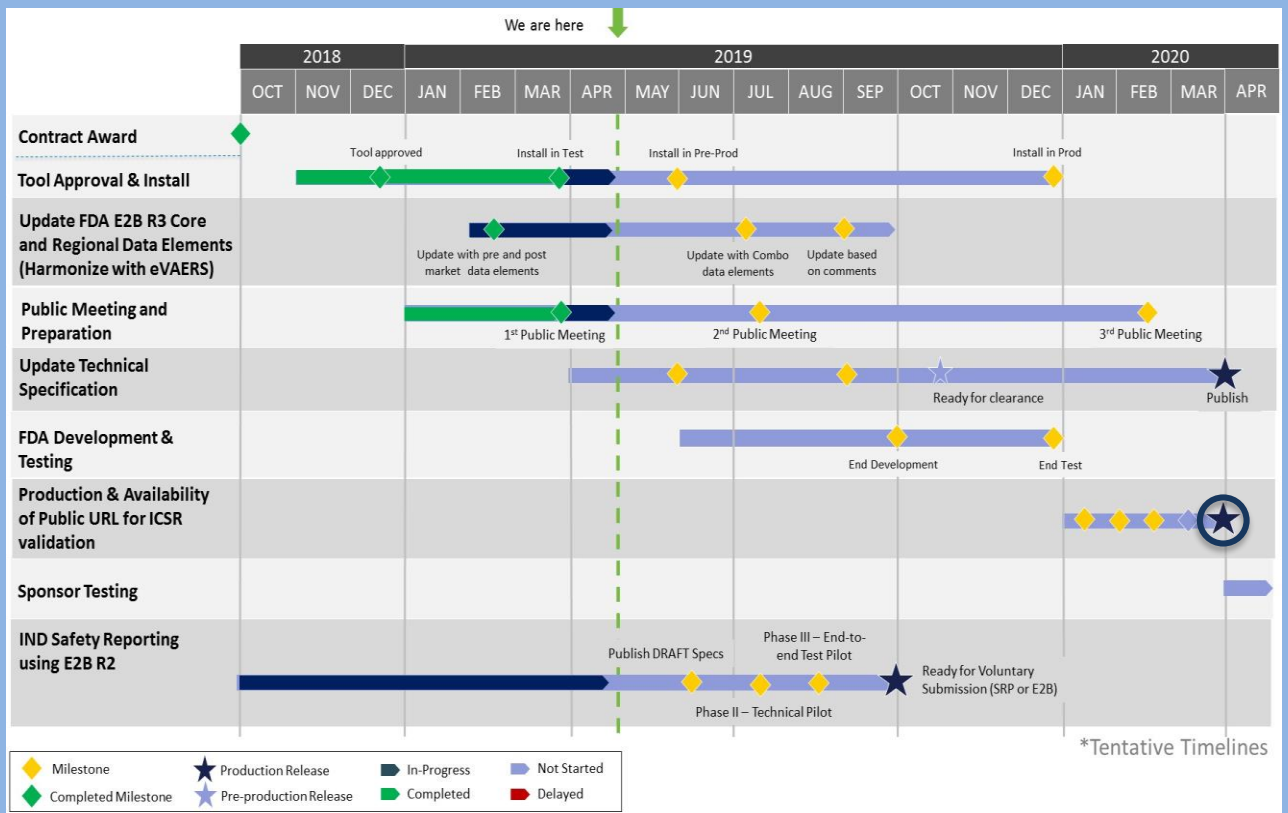 We are here
2018 2019 2020
OCT NOV DEC JAN FEB MAR APR MAY JUN JUL AUG SEP OCT NOV DEC JAN FEB MAR APR
Contract Award
Tool approved Install in Test Install in Pre-Prod Install in Prod
Tool Approval & Install
Update FDA E2B R3 Core
and Regional Data Elements
(Harmonize with eVAERS)
Update with pre and post
market data elements
Update with Combo
data elements
Update based
on comments
Public Meeting and
Preparation
1st Public Meeting 2nd Public Meeting 3rd Public Meeting
Update Technical
Specification
Ready for clearance Publish
FDA Development &
Testing
End Development End Test
Production & Availability
of Public URL for ICSR
validation
Sponsor Testing
IND Safety Reporting
using E2B R2
Publish DRAFT Specs
Phase III – End-to-
end Test Pilot
Phase II – Technical Pilot
Ready for Voluntary
Submission (SRP or E2B)
*Tentative Timelines
Milestone Production Release In-Progress Not Started
Completed Milestone Pre-production Release Completed Delayed